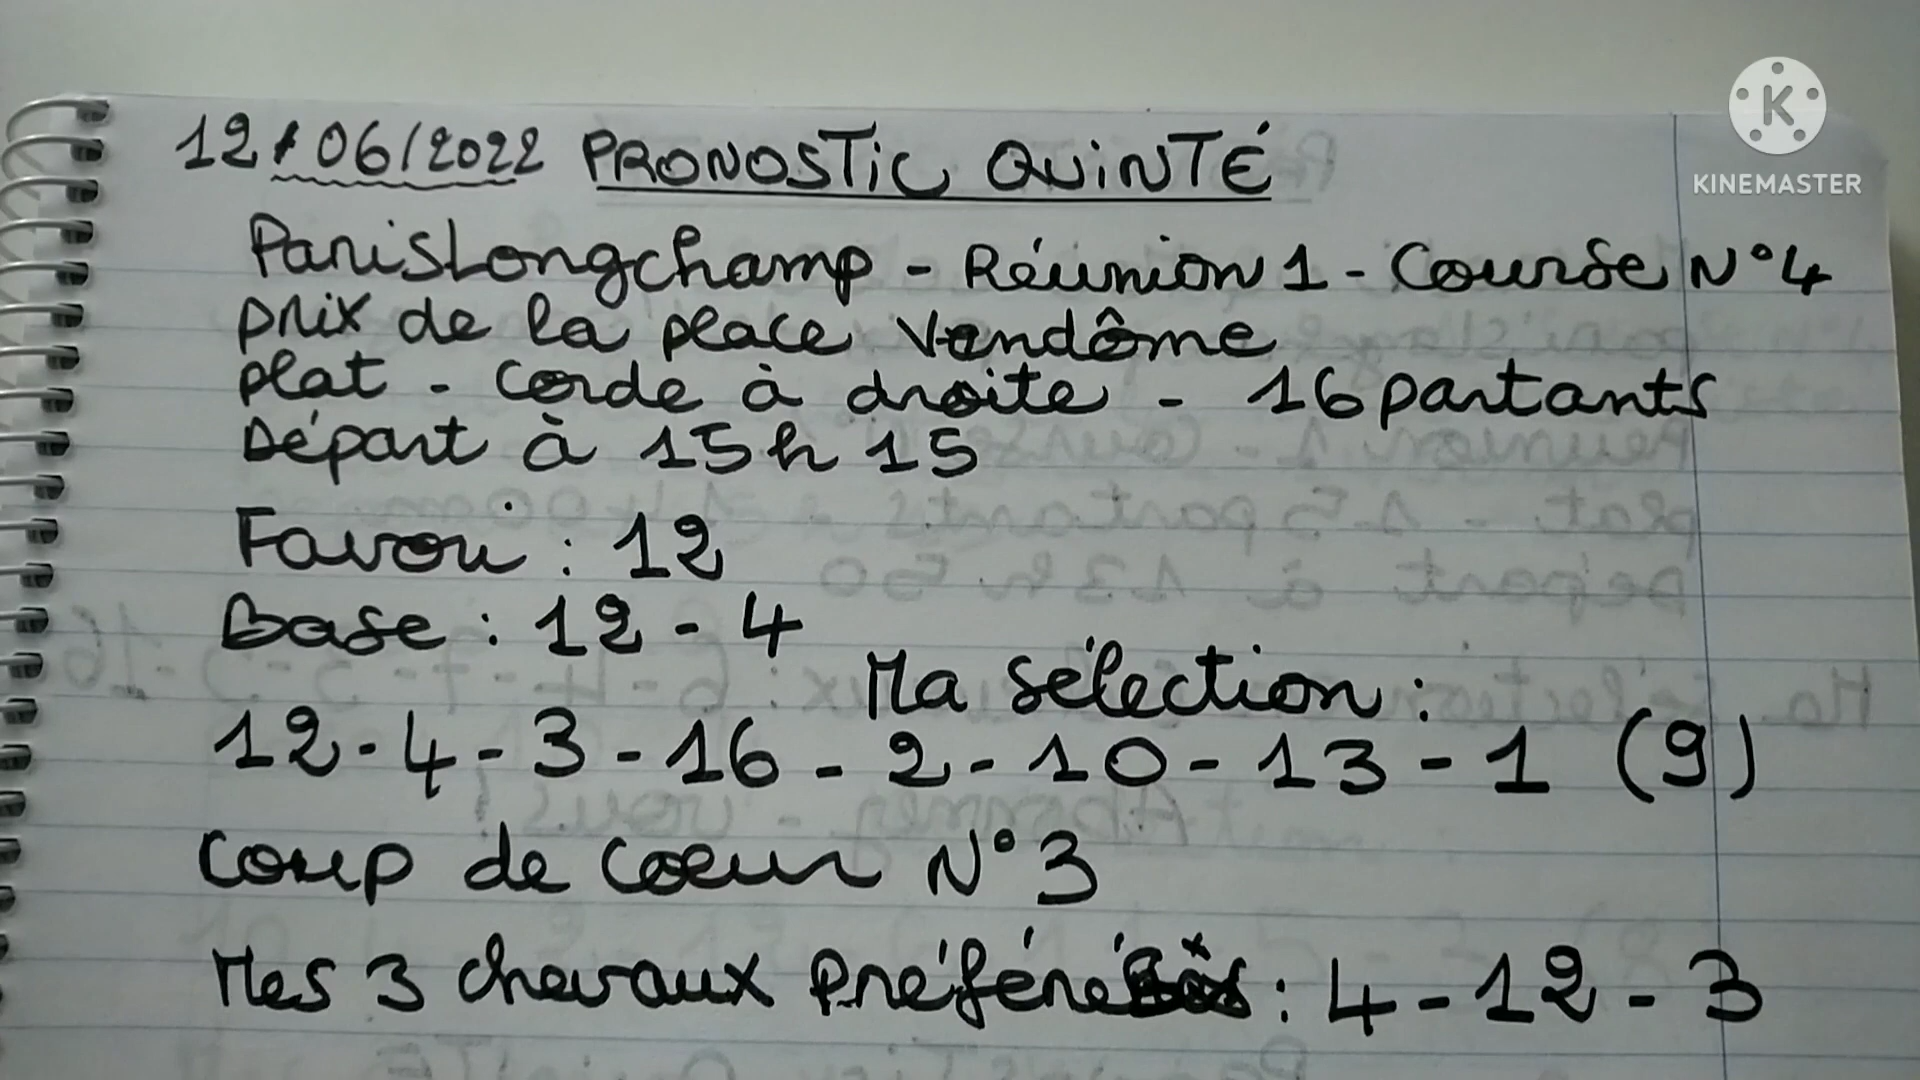 12/06/2022 PRONOSTIC QUINTÉ
K
KINEMASTER
ParisLongchamp - Réunion 1 - Course N°4
prix de la place Vendôme
plat - corde à droite - 16 partants
Départ à 15h15
Favori : 12
Base : 12 - 4
Ma sélection :
12 - 4 - 3 - 16 - 2 - 10 - 13 - 1 (9)
Coup de coeur N°3
Mes 3 chevaux préférés : 4 - 12 - 3